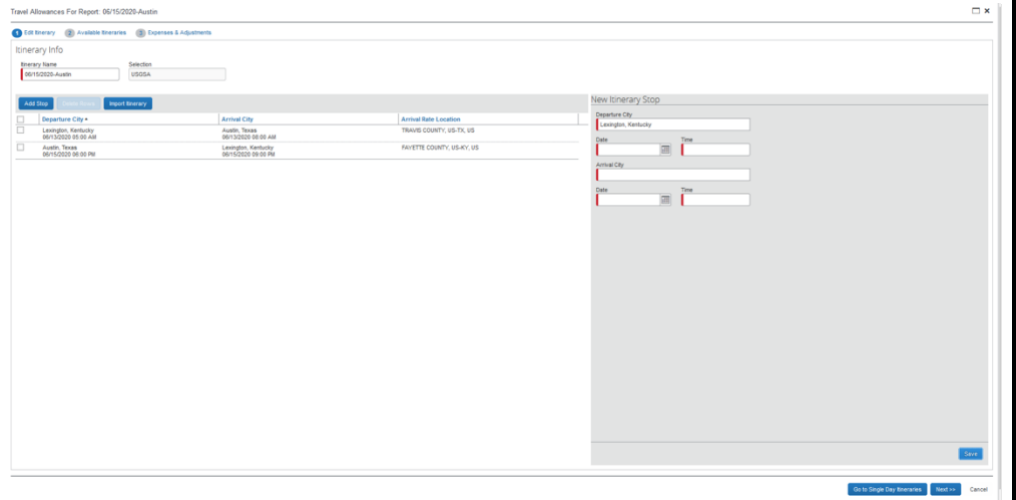 Travel Allowances For Report: 06/15/2020-Austin
1 Edit Itinerary 2 Available Itineraries 3 Expenses & Adjustments
Itinerary Info
Itinerary Name Selection
06/15/2020-Austin USGSA
Add Stop Import Itinerary
Departure City Arrival City Arrival Rate Location
Lexington, Kentucky Austin, Texas TRAVIS COUNTY, US-TX, US
06/13/2020 05:00 AM 06/13/2020 08:00 AM
Austin, Texas Lexington, Kentucky FAYETTE COUNTY, US-KY, US
06/15/2020 06:00 PM 06/15/2020 09:00 PM
New Itinerary Stop
Departure City
Lexington, Kentucky
Date Time
Arrival City
Date Time
Save
Go to Single Day Itineraries Next >> Cancel